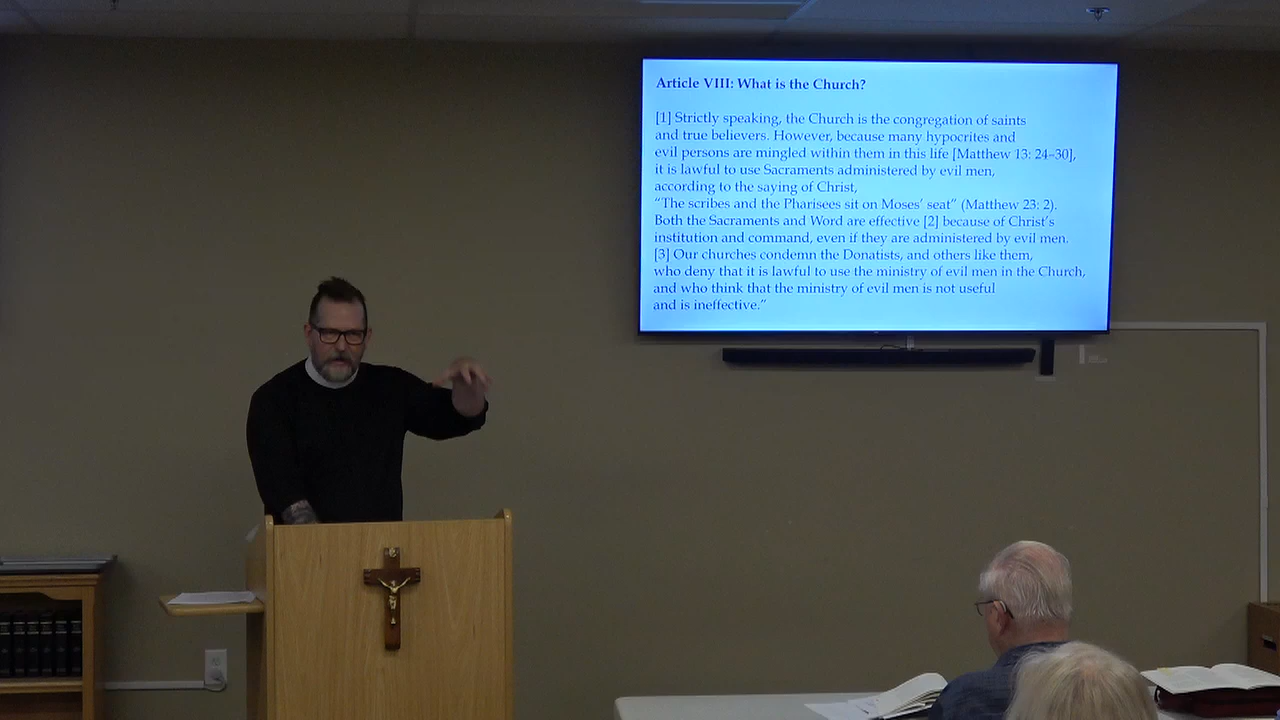 Article VIII: What is the Church?
[1] Strictly speaking, the Church is the congregation of saints
and true believers. However, because many hypocrites and
evil persons are mingled within them in this life [Matthew 13: 24–30],
it is lawful to use Sacraments administered by evil men,
according to the saying of Christ,
“The scribes and the Pharisees sit on Moses’ seat” (Matthew 23: 2).
Both the Sacraments and Word are effective [2] because of Christ’s
institution and command, even if they are administered by evil men.
[3] Our churches condemn the Donatists, and others like them,
who deny that it is lawful to use the ministry of evil men in the Church,
and who think that the ministry of evil men is not useful
and is ineffective.”